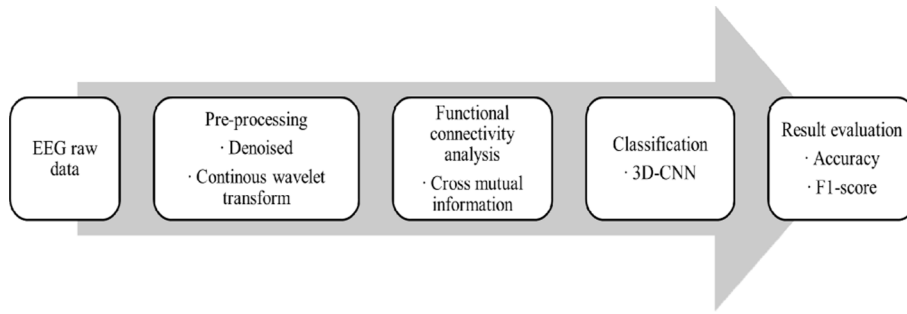 EEG raw
data
Pre-processing
· Denoised
· Continous wavelet
transform
Functional
connectivity
analysis
· Cross mutual
information
Classification
· 3D-CNN
Result evaluation
· Accuracy
· F1-score